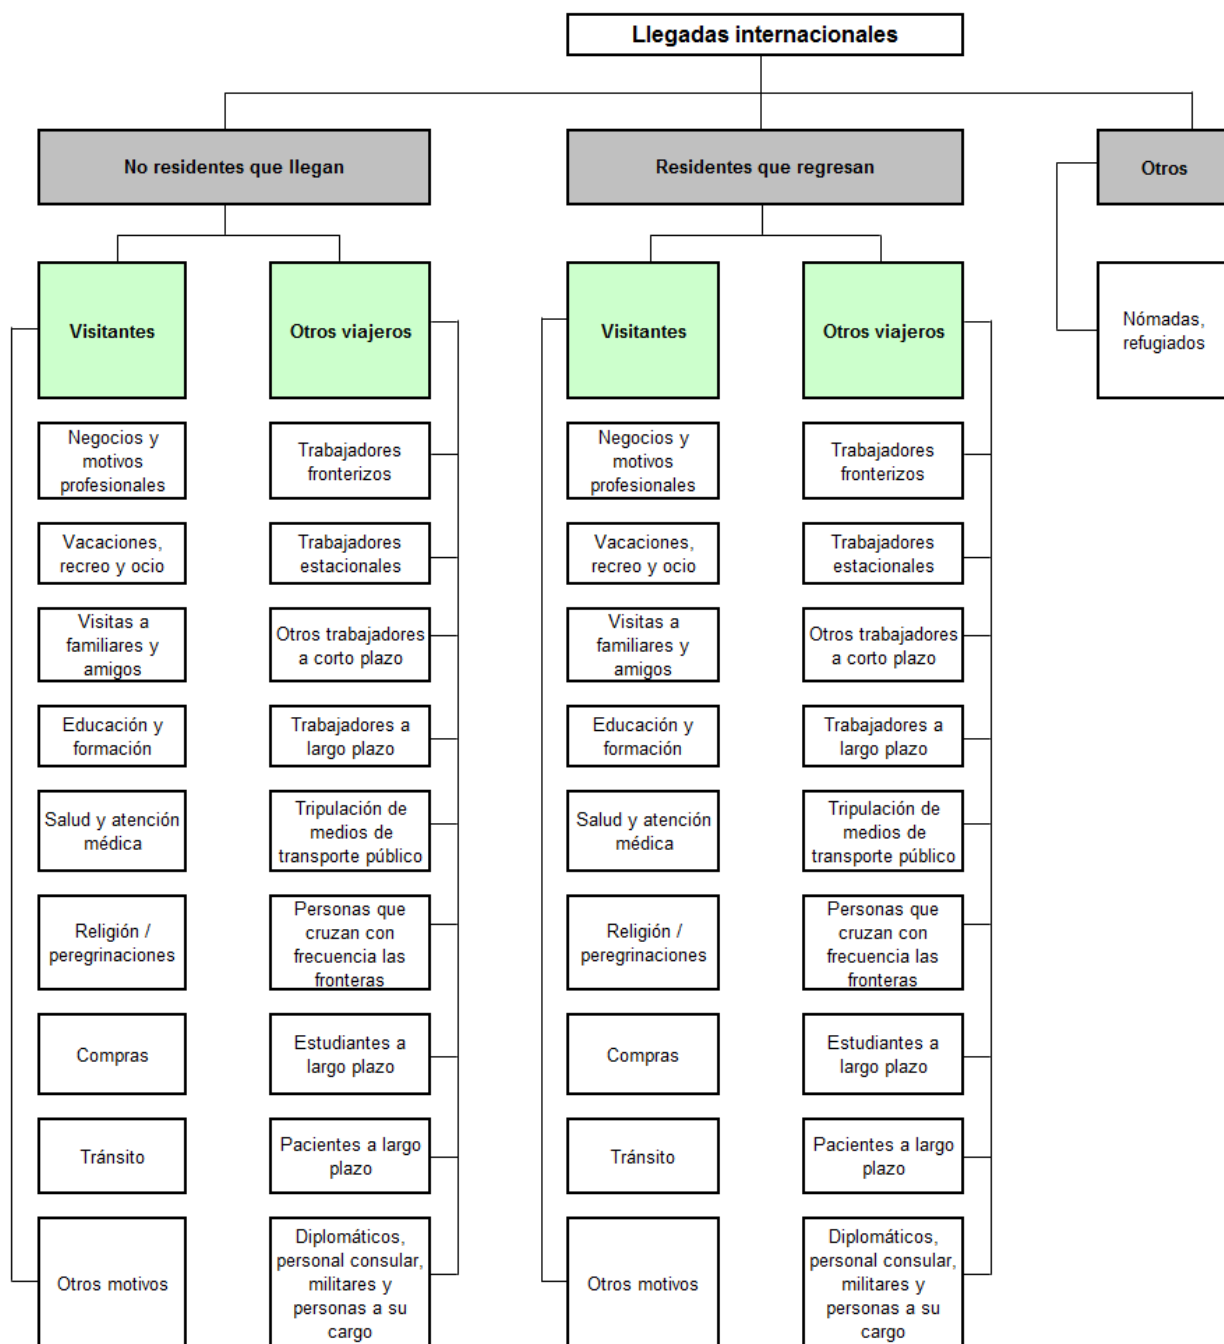 Llegadas internacionales
No residentes que llegan
Residentes que regresan
Otros
Visitantes
Otros viajeros
Visitantes
Otros viajeros
Nómadas,
refugiados
Negocios y
motivos
profesionales
Trabajadores
fronterizos
Negocios y
motivos
profesionales
Trabajadores
fronterizos
Vacaciones,
recreo y ocio
Trabajadores
estacionales
Vacaciones,
recreo y ocio
Trabajadores
estacionales
Visitas a
familiares y
amigos
Otros trabajadores
a corto plazo
Visitas a
familiares y
amigos
Otros trabajadores
a corto plazo
Educación y
formación
Trabajadores a
largo plazo
Educación y
formación
Trabajadores a
largo plazo
Salud y atención
médica
Tripulación de
medios de
transporte público
Salud y atención
médica
Tripulación de
medios de
transporte público
Religión /
peregrinaciones
Personas que
cruzan con
frecuencia las
fronteras
Religión /
peregrinaciones
Personas que
cruzan con
frecuencia las
fronteras
Compras
Estudiantes a
largo plazo
Compras
Estudiantes a
largo plazo
Tránsito
Pacientes a largo
plazo
Tránsito
Pacientes a largo
plazo
Otros motivos
Diplomáticos,
personal consular,
militares y
personas a su
cargo
Otros motivos
Diplomáticos,
personal consular,
militares y
personas a su
cargo